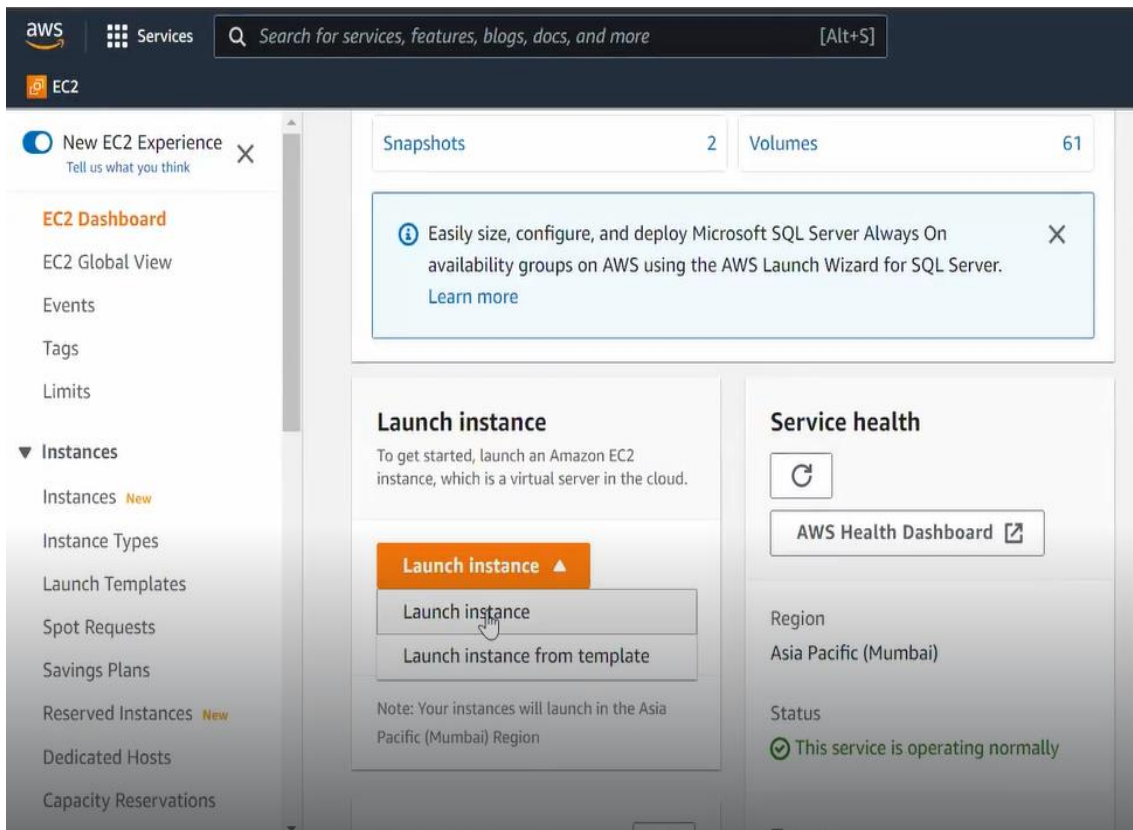 aws
Services
Search for services, features, blogs, docs, and more
[Alt+S]
EC2
New EC2 Experience
Tell us what you think
EC2 Dashboard
EC2 Global View
Events
Tags
Limits
Instances
Instances New
Instance Types
Launch Templates
Spot Requests
Savings Plans
Reserved Instances New
Dedicated Hosts
Capacity Reservations
Snapshots 2
Volumes 61
Easily size, configure, and deploy Microsoft SQL Server Always On
availability groups on AWS using the AWS Launch Wizard for SQL Server.
Learn more
Launch instance
To get started, launch an Amazon EC2
instance, which is a virtual server in the cloud.
Launch instance
Launch instance
Launch instance from template
Note: Your instances will launch in the Asia
Pacific (Mumbai) Region
Service health
AWS Health Dashboard
Region
Asia Pacific (Mumbai)
Status
This service is operating normally